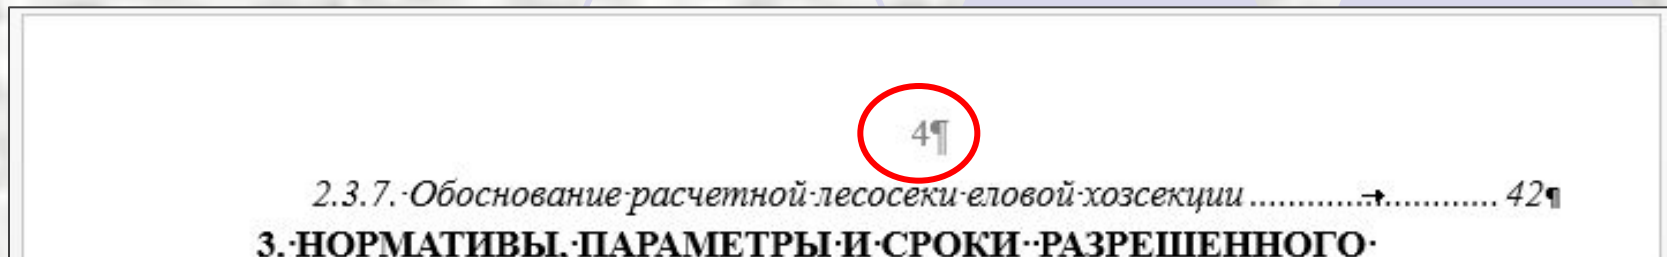 4¶
2.3.7.·Обоснование·расчетной·лесосеки·еловой·хозсекции............→............ 42¶
3.·НОРМАТИВЫ,·ПАРАМЕТРЫ·И·СРОКИ··РАЗРЕШЕННОГО·